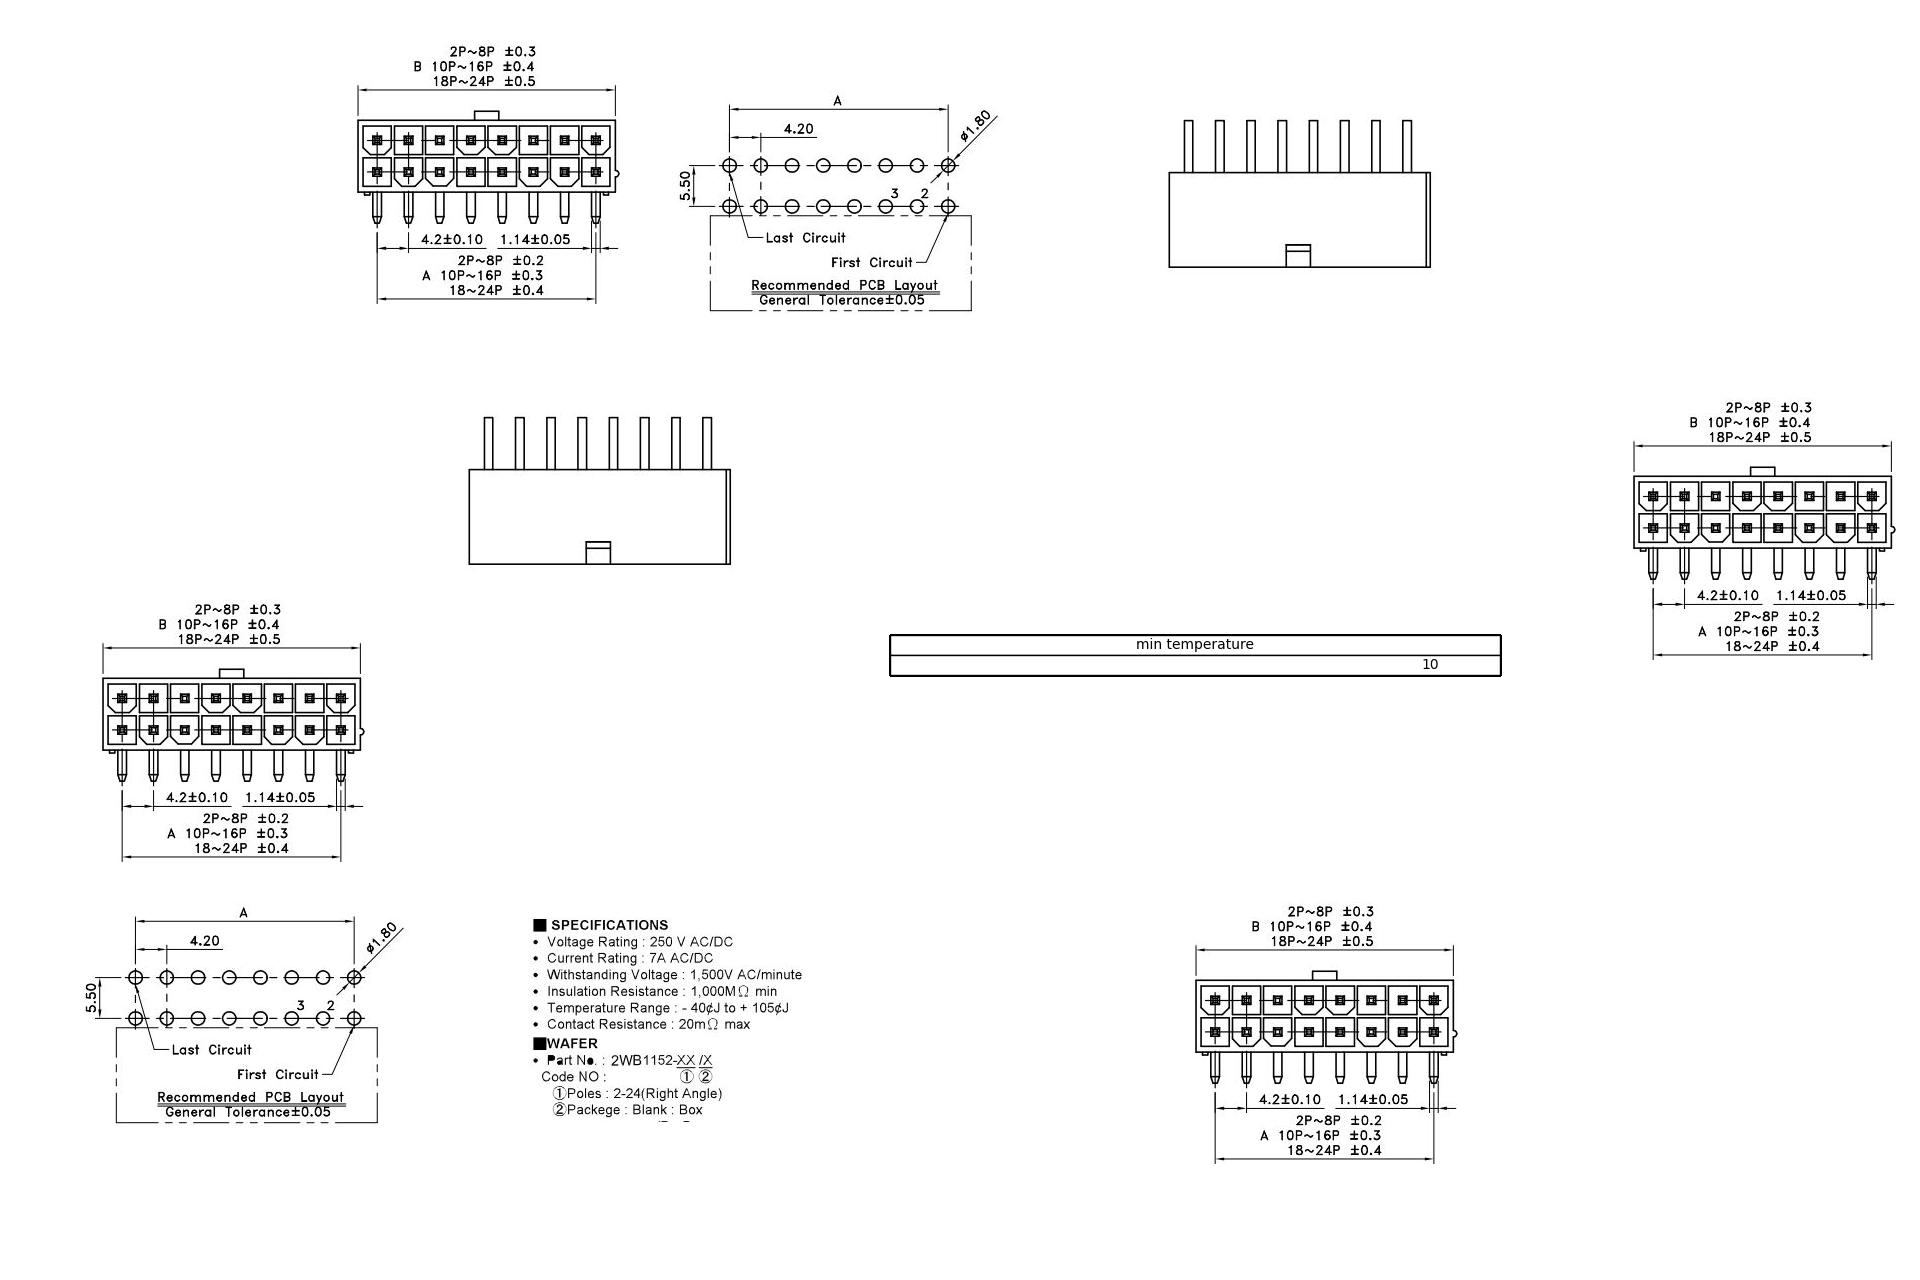 2P~8P ±0.3
B 10P~16P ±0.4
18P~24P ±0.5
4.2±0.10 1.14±0.05
2P~8P ±0.2
A 10P~16P ±0.3
18~24P ±0.4
A
4.20
ø1.80
5.50
3 2
Last Circuit
First Circuit
Recommended PCB Layout
General Tolerance±0.05
2P~8P ±0.3
B 10P~16P ±0.4
18P~24P ±0.5
4.2±0.10 1.14±0.05
2P~8P ±0.2
A 10P~16P ±0.3
18~24P ±0.4
min temperature
10
2P~8P ±0.3
B 10P~16P ±0.4
18P~24P ±0.5
4.2±0.10 1.14±0.05
2P~8P ±0.2
A 10P~16P ±0.3
18~24P ±0.4
A
4.20
ø1.80
5.50
3 2
Last Circuit
First Circuit
Recommended PCB Layout
General Tolerance±0.05
■ SPECIFICATIONS
• Voltage Rating : 250 V AC/DC
• Current Rating : 7A AC/DC
• Withstanding Voltage : 1,500V AC/minute
• Insulation Resistance : 1,000MΩ min
• Temperature Range : - 40¢J to + 105¢J
• Contact Resistance : 20mΩ max
■WAFER
• Part No. : 2WB1152-XX /X
Code NO : ① ②
①Poles : 2-24(Right Angle)
②Packege : Blank : Box
2P~8P ±0.3
B 10P~16P ±0.4
18P~24P ±0.5
4.2±0.10 1.14±0.05
2P~8P ±0.2
A 10P~16P ±0.3
18~24P ±0.4